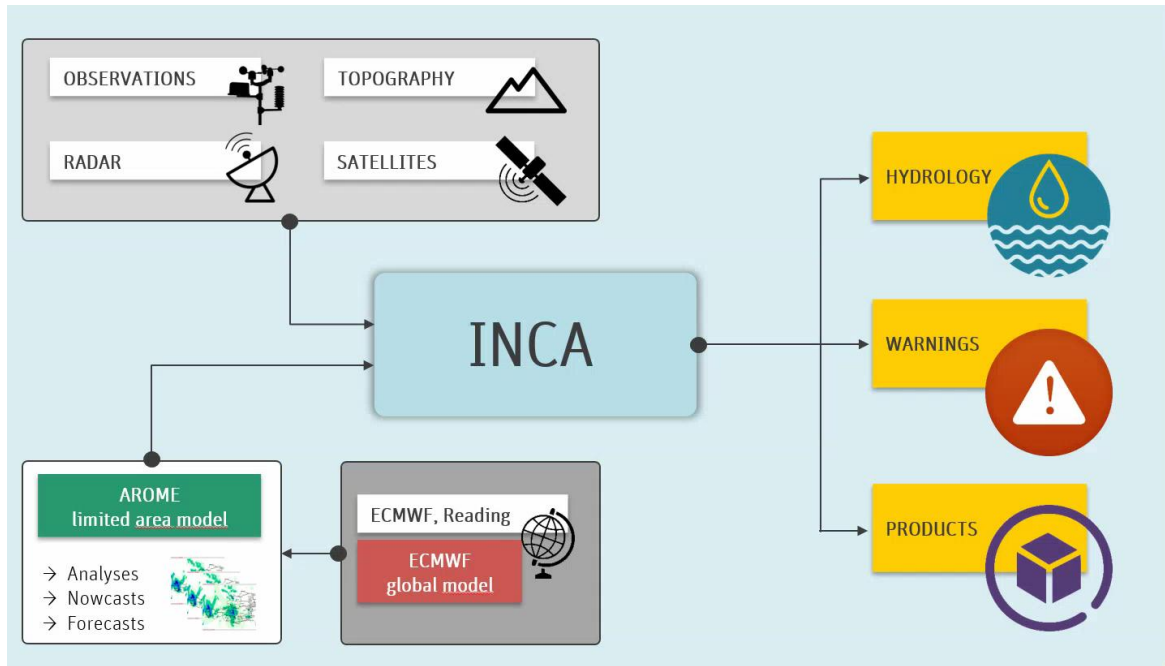 OBSERVATIONS
TOPOGRAPHY
RADAR
SATELLITES
INCA
HYDROLOGY
WARNINGS
PRODUCTS
AROME
limited area model
→ Analyses
→ Nowcasts
→ Forecasts
ECMWF, Reading
ECMWF
global model